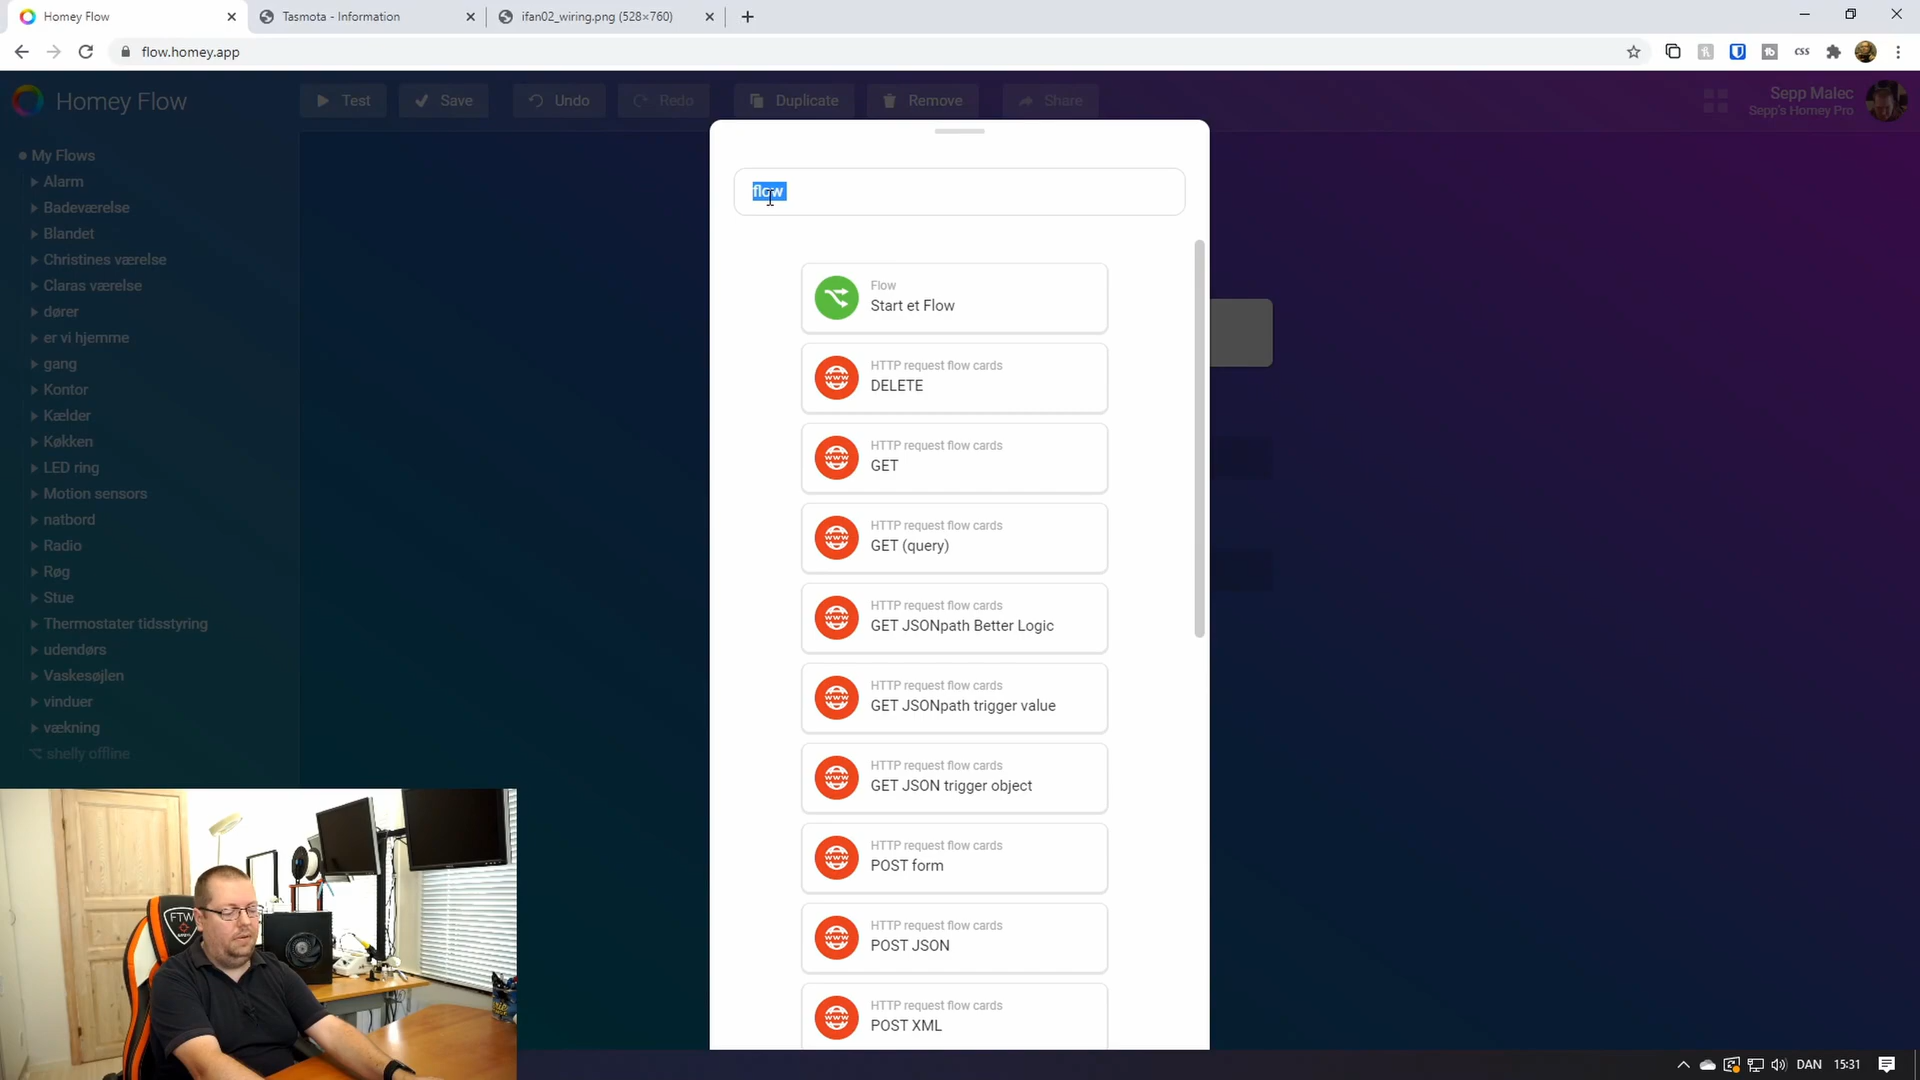 Homey Flow
Tasmota - Information
ifan02_wiring.png (528×760)
flow.homey.app
css
Homey Flow
Test
Save
Undo
Redo
Duplicate
Remove
Share
Sepp Malec
Sepp's Homey Pro
My Flows
Alarm
Badeværelse
Blandet
Christines værelse
Claras værelse
dører
er vi hjemme
gang
Kontor
Kælder
Køkken
LED ring
Motion sensors
natbord
Radio
Røg
Stue
Thermostater tidsstyring
udendørs
Vaskesøjlen
vinduer
vækning
shelly offline
flow
Flow
Start et Flow
HTTP request flow cards
DELETE
HTTP request flow cards
GET
HTTP request flow cards
GET (query)
HTTP request flow cards
GET JSONpath Better Logic
HTTP request flow cards
GET JSONpath trigger value
HTTP request flow cards
GET JSON trigger object
HTTP request flow cards
POST form
HTTP request flow cards
POST JSON
HTTP request flow cards
POST XML
FTW
DAN
15:31